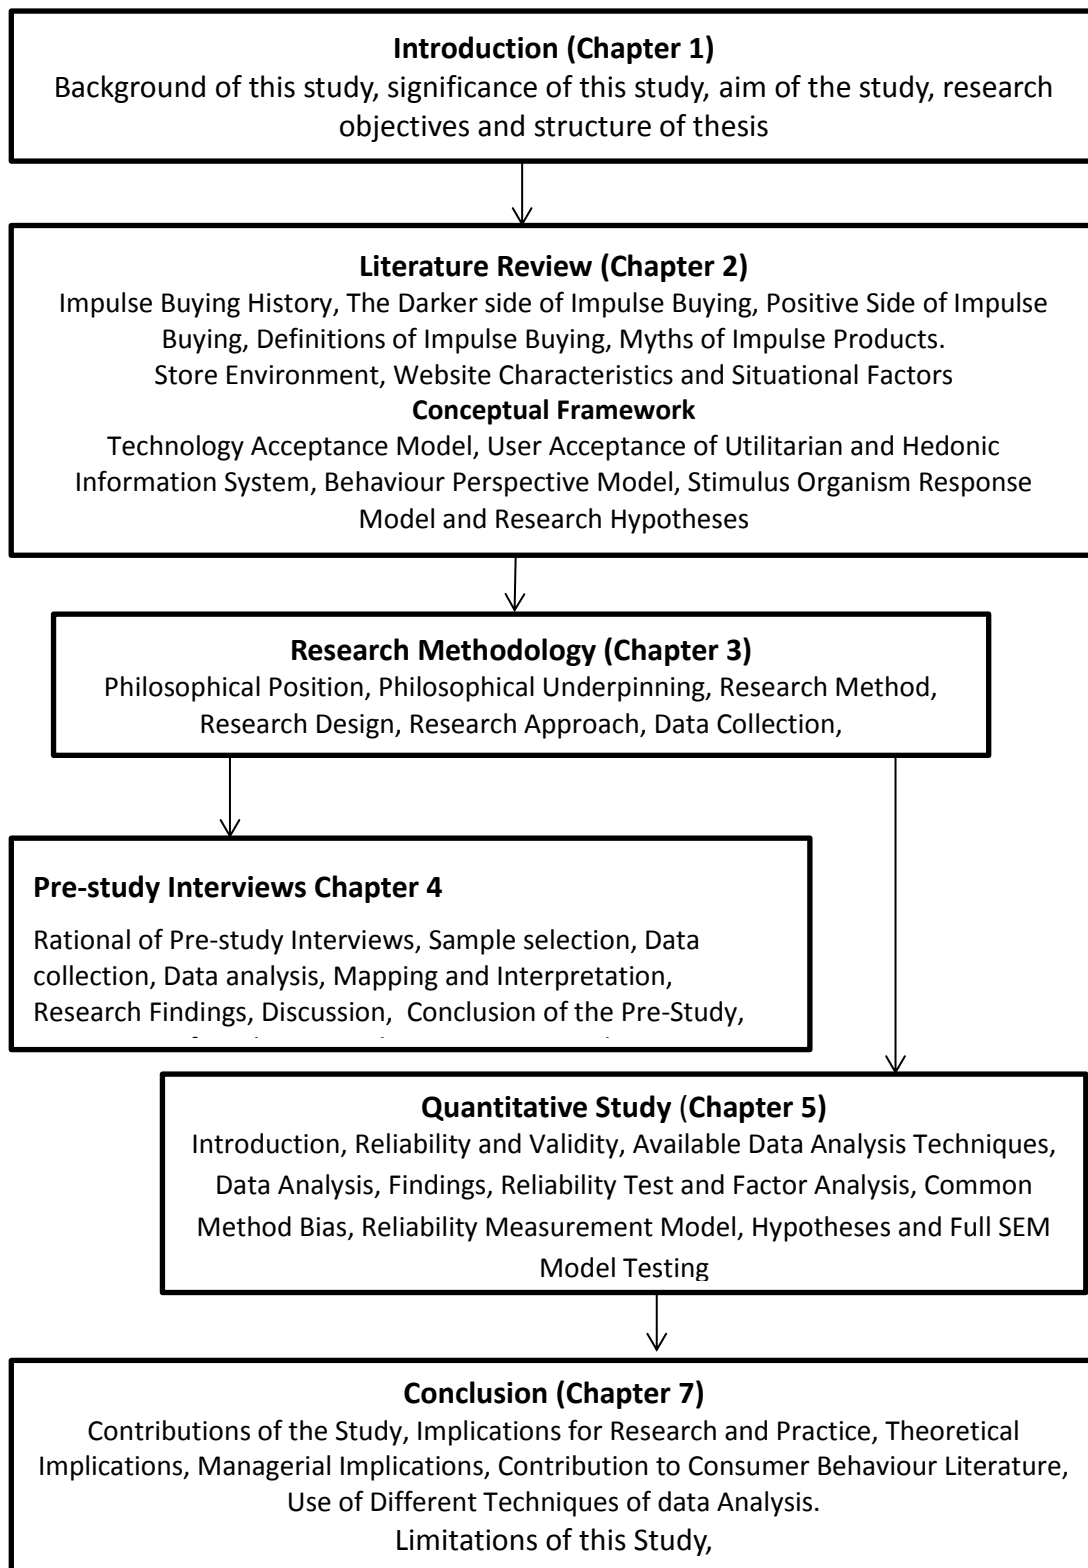 Introduction (Chapter 1)
Background of this study, significance of this study, aim of the study, research
objectives and structure of thesis
Literature Review (Chapter 2)
Impulse Buying History, The Darker side of Impulse Buying, Positive Side of Impulse
Buying, Definitions of Impulse Buying, Myths of Impulse Products.
Store Environment, Website Characteristics and Situational Factors
Conceptual Framework
Technology Acceptance Model, User Acceptance of Utilitarian and Hedonic
Information System, Behaviour Perspective Model, Stimulus Organism Response
Model and Research Hypotheses
Research Methodology (Chapter 3)
Philosophical Position, Philosophical Underpinning, Research Method,
Research Design, Research Approach, Data Collection,
Pre-study Interviews Chapter 4
Rational of Pre-study Interviews, Sample selection, Data
collection, Data analysis, Mapping and Interpretation,
Research Findings, Discussion, Conclusion of the Pre-Study,
Quantitative Study (Chapter 5)
Introduction, Reliability and Validity, Available Data Analysis Techniques,
Data Analysis, Findings, Reliability Test and Factor Analysis, Common
Method Bias, Reliability Measurement Model, Hypotheses and Full SEM
Model Testing
Conclusion (Chapter 7)
Contributions of the Study, Implications for Research and Practice, Theoretical
Implications, Managerial Implications, Contribution to Consumer Behaviour Literature,
Use of Different Techniques of data Analysis.
Limitations of this Study,